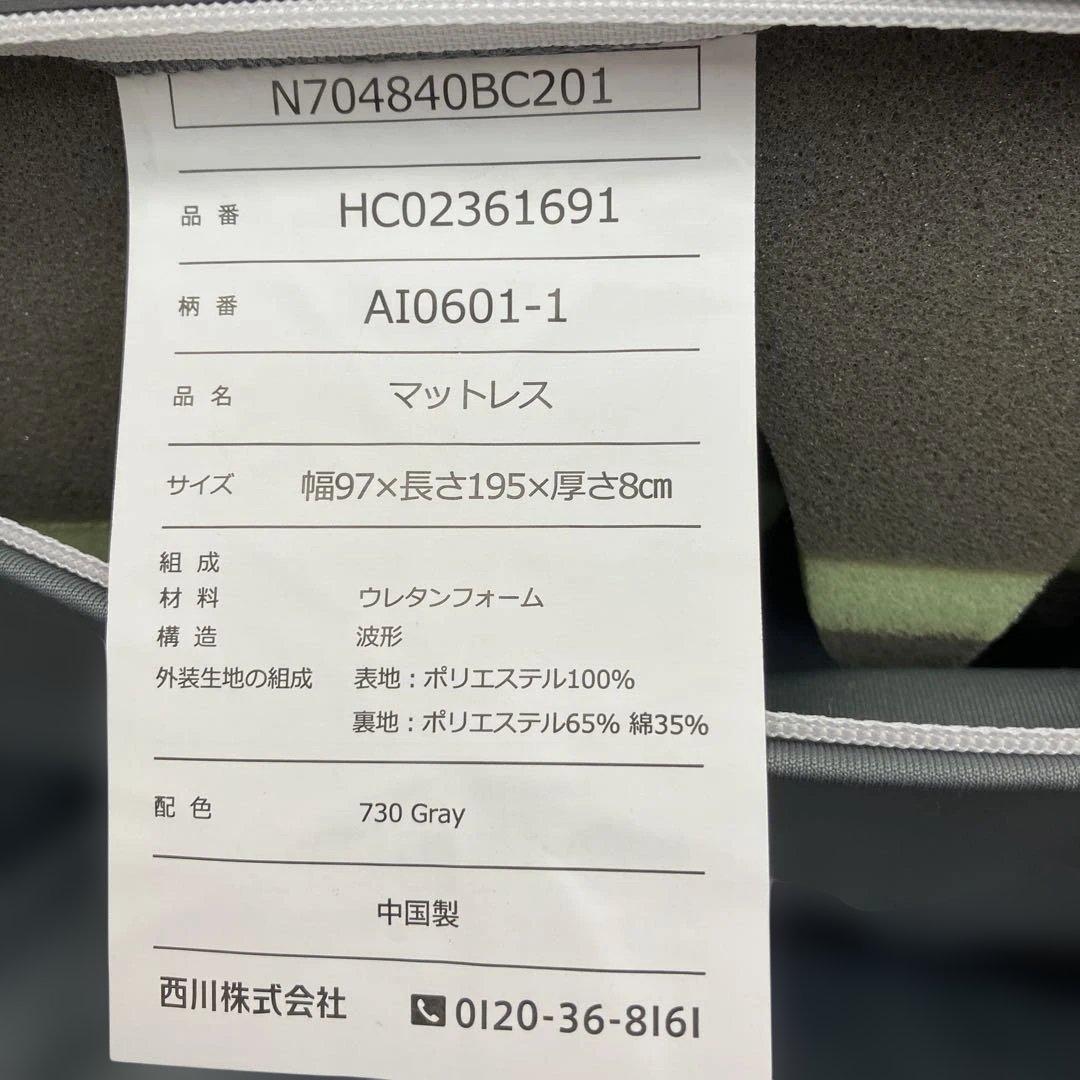 N704840BC201
品番 HC02361691
柄番 AI0601-1
品名 マットレス
サイズ 幅97×長さ195×厚さ8㎝
組成
材料 ウレタンフォーム
構造 波形
外装生地の組成 表地：ポリエステル100%
裏地：ポリエステル65% 綿35%
配色 730 Gray
中国製
西川株式会社 0120-36-8161